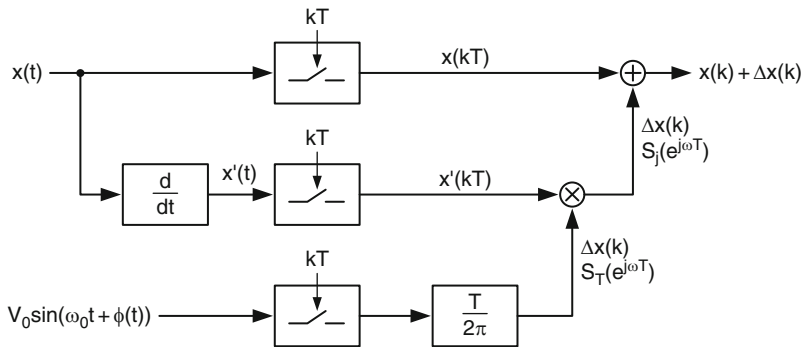 kT
x(t)
x(kT)
x(k) + Δx(k)
kT
Δx(k)
S_j(e^{jωT})
d
dt
x'(t)
x'(kT)
kT
Δx(k)
S_T(e^{jωT})
V_0sin(ω_0t + ϕ(t))
T
2π